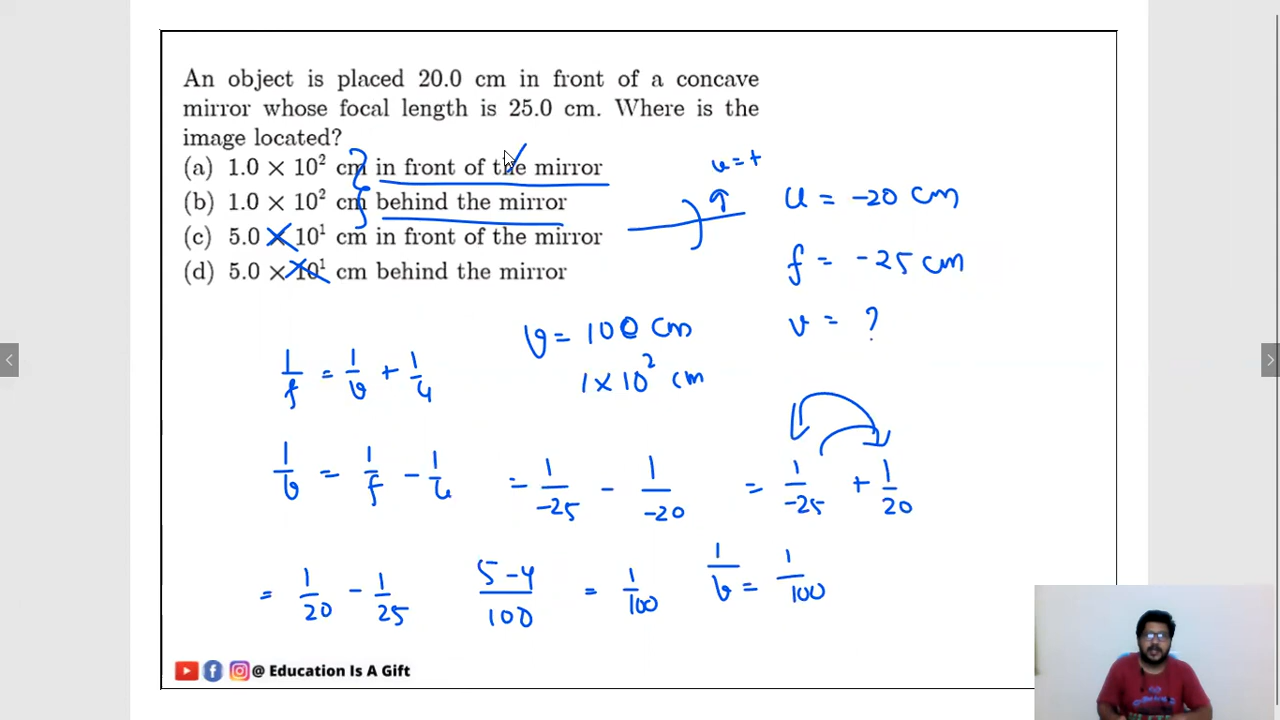 An object is placed 20.0 cm in front of a concave
mirror whose focal length is 25.0 cm. Where is the
image located?
(a) 1.0 × 10² cm in front of the mirror
(b) 1.0 × 10² cm behind the mirror
(c) 5.0 × 10¹ cm in front of the mirror
(d) 5.0 × 10¹ cm behind the mirror
v = +
u = -20 cm
f = -25 cm
v = ?
v = 100 cm
1 × 10² cm
1/f = 1/v + 1/u
1/v = 1/f - 1/u = 1/-25 - 1/-20 = 1/-25 + 1/20
= 1/20 - 1/25 5-4/100 = 1/100 1/v = 1/100
@ Education Is A Gift